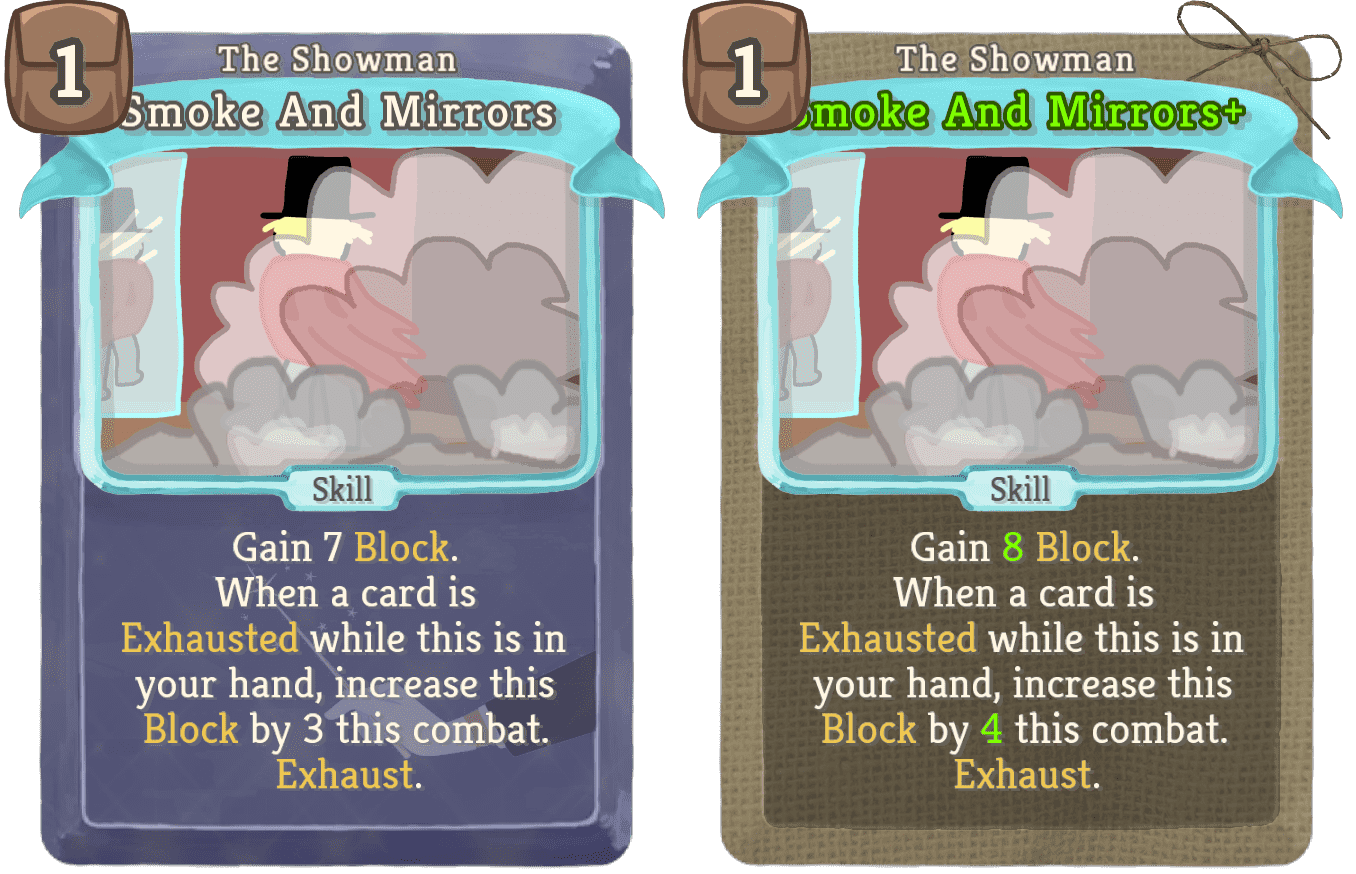 1
The Showman
Smoke And Mirrors
Skill
Gain 7 Block.
When a card is
Exhausted while this is in
your hand, increase this
Block by 3 this combat.
Exhaust.
1
The Showman
Smoke And Mirrors+
Skill
Gain 8 Block.
When a card is
Exhausted while this is in
your hand, increase this
Block by 4 this combat.
Exhaust.